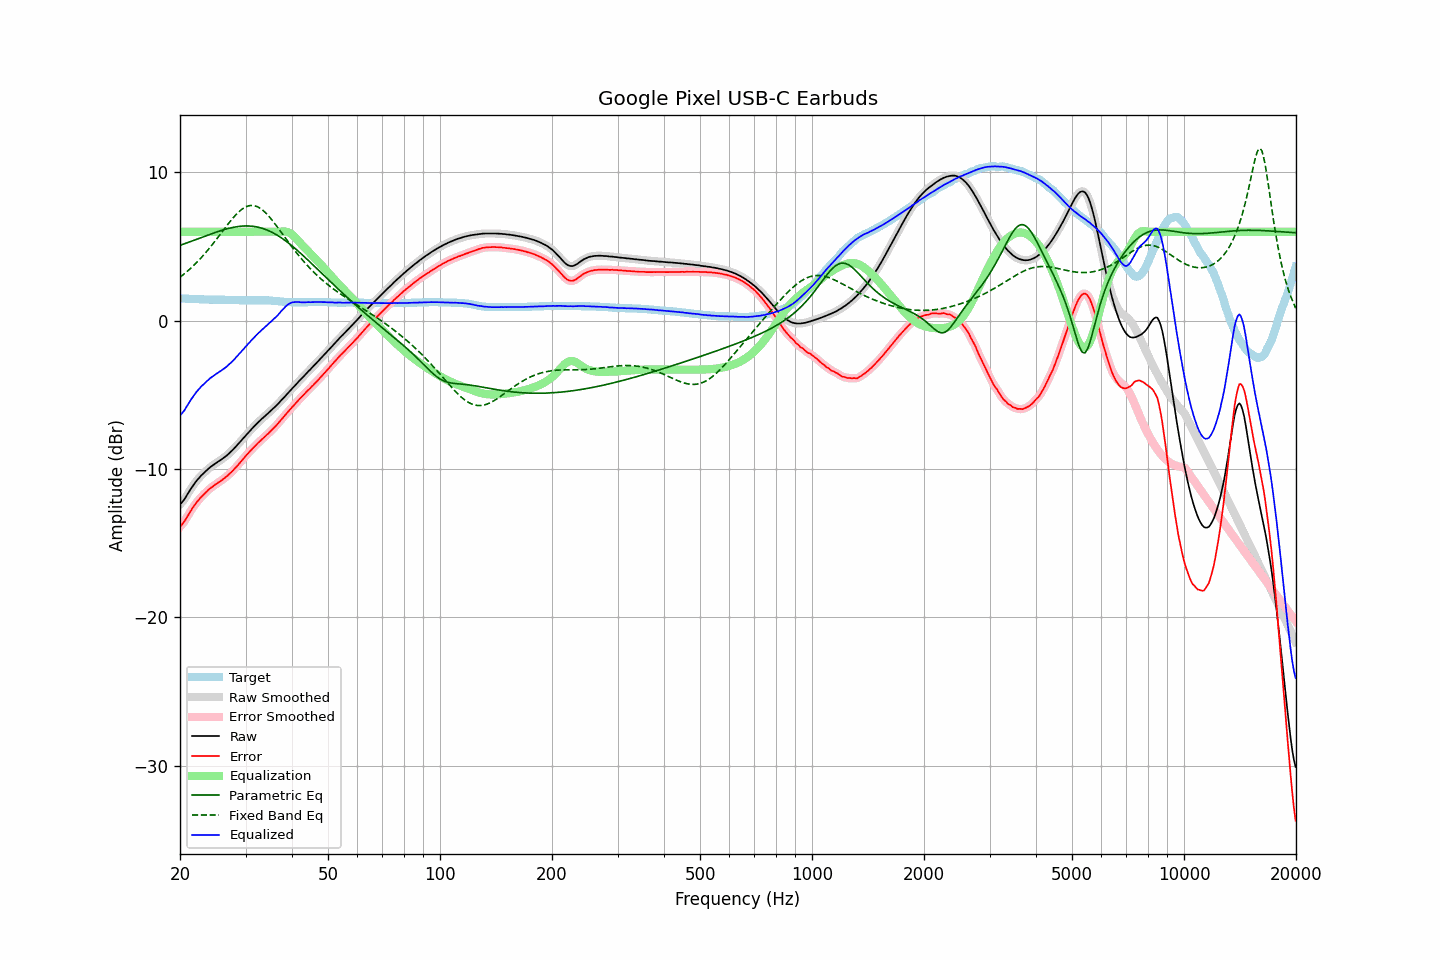 Google Pixel USB-C Earbuds
Amplitude (dBr)
10
0
−10
−20
−30
Target
Raw Smoothed
Error Smoothed
Raw
Error
Equalization
Parametric Eq
Fixed Band Eq
Equalized
20 50 100 200 500 1000 2000 5000 10000 20000
Frequency (Hz)